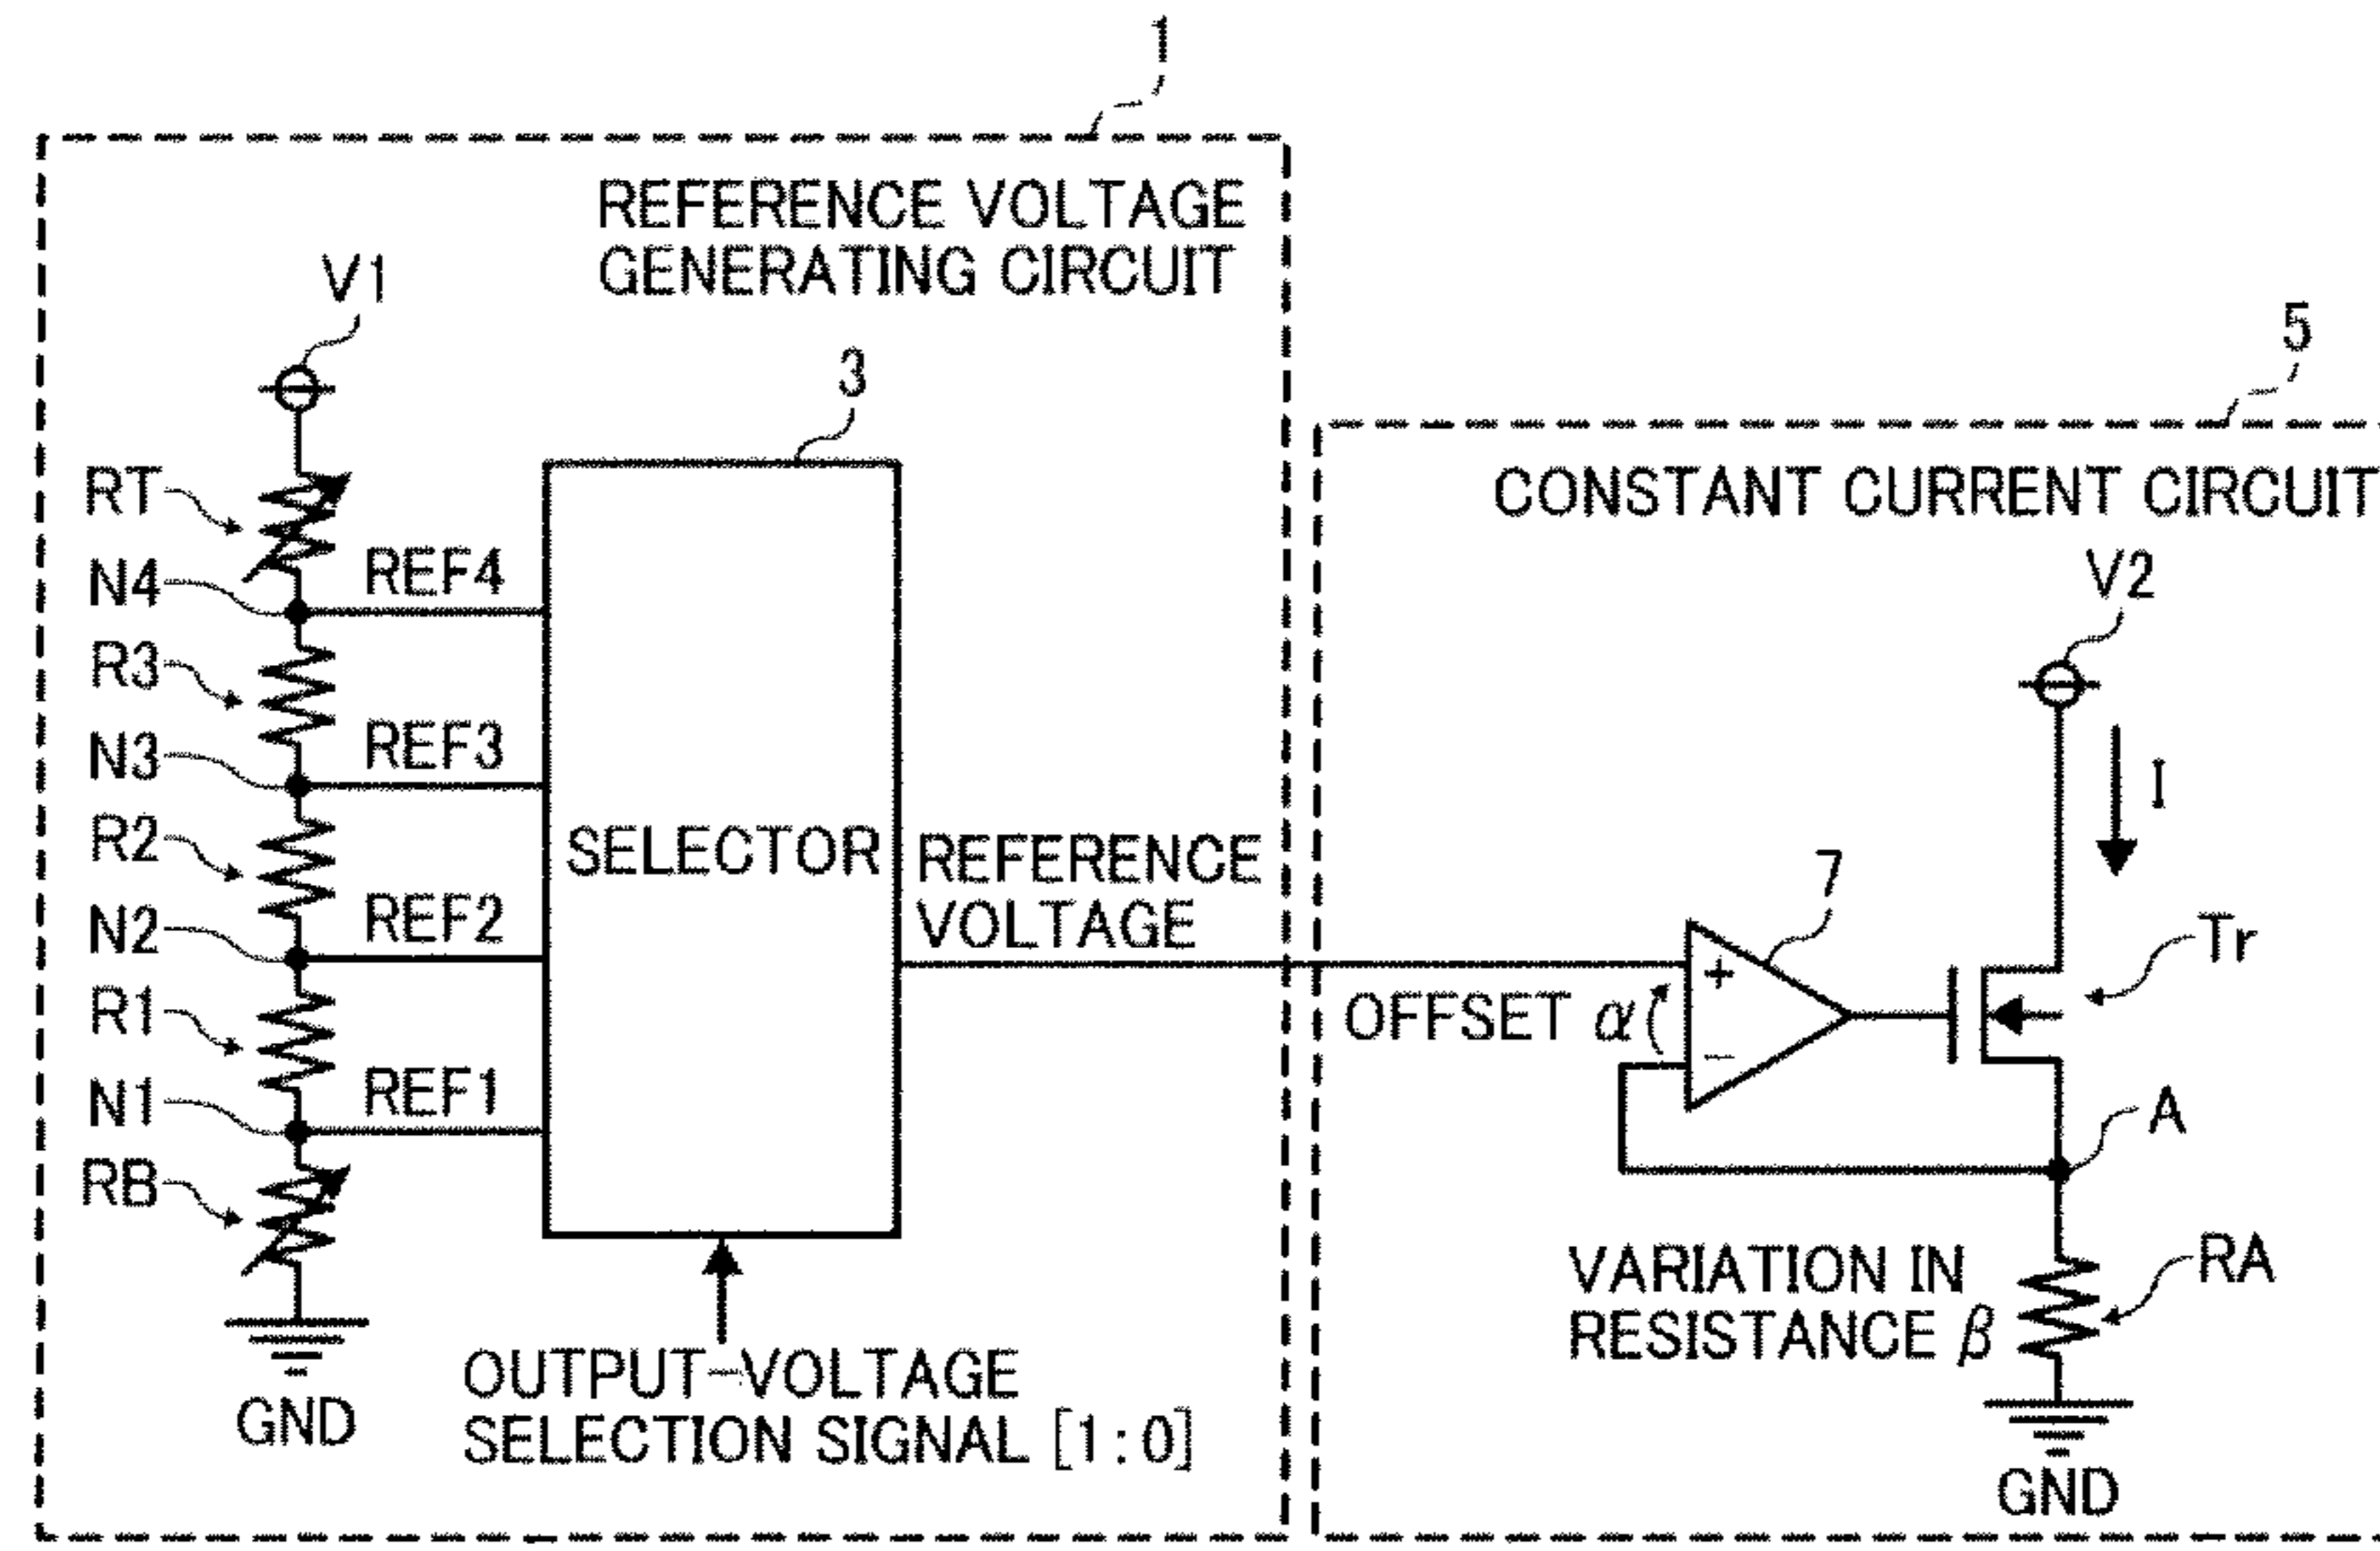 1
REFERENCE VOLTAGE
GENERATING CIRCUIT
V1
3
RT
N4
REF4
R3
N3
REF3
R2
SELECTOR
N2
REF2
R1
N1
REF1
RB
GND
OUTPUT-VOLTAGE
SELECTION SIGNAL [1:0]
REFERENCE
VOLTAGE
5
CONSTANT CURRENT CIRCUIT
V2
I
7
Tr
+
OFFSET α
−
A
VARIATION IN
RESISTANCE β
RA
GND